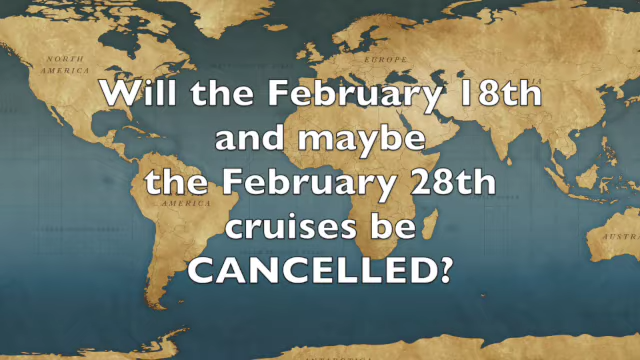 NORTH
AMERICA
EUROPE
Will the February 18th
and maybe
the February 28th
AMERICA
cruises be
CANCELLED?